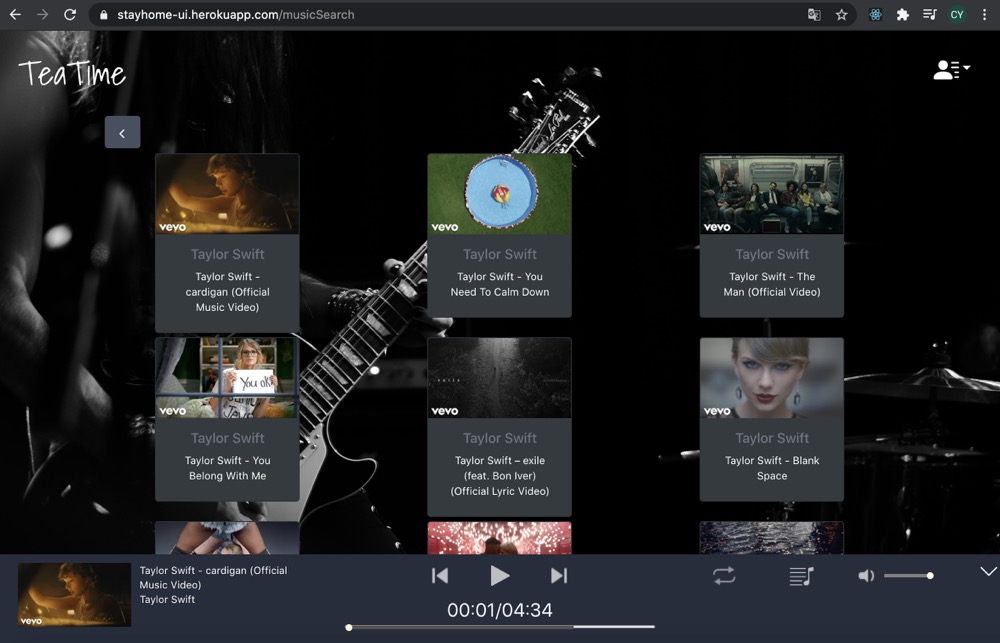 stayhome-ui.herokuapp.com/musicSearch
CY
TeaTime
vevo
vevo
vevo
Taylor Swift
Taylor Swift -
cardigan (Official
Music Video)
Taylor Swift
Taylor Swift - You
Need To Calm Down
Taylor Swift
Taylor Swift - The
Man (Official Video)
You OK
vevo
exile
vevo
vevo
Taylor Swift
Taylor Swift - You
Belong With Me
Taylor Swift
Taylor Swift – exile
(feat. Bon Iver)
(Official Lyric Video)
Taylor Swift
Taylor Swift - Blank
Space
vevo
Taylor Swift - cardigan (Official
Music Video)
Taylor Swift
00:01/04:34